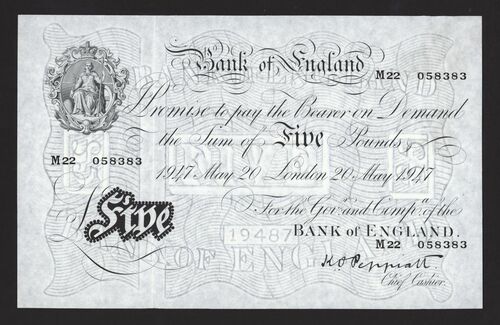 Bank of England
M22 058383
I Promise to pay the Bearer on Demand
the Sum of Five Pounds
M22 058383
1947 May 20 London 20 May 1947
For the Govr and Compa of the
BANK of ENGLAND.
Five
M22 058383
K O Peppiatt.
Chief Cashier.
19487